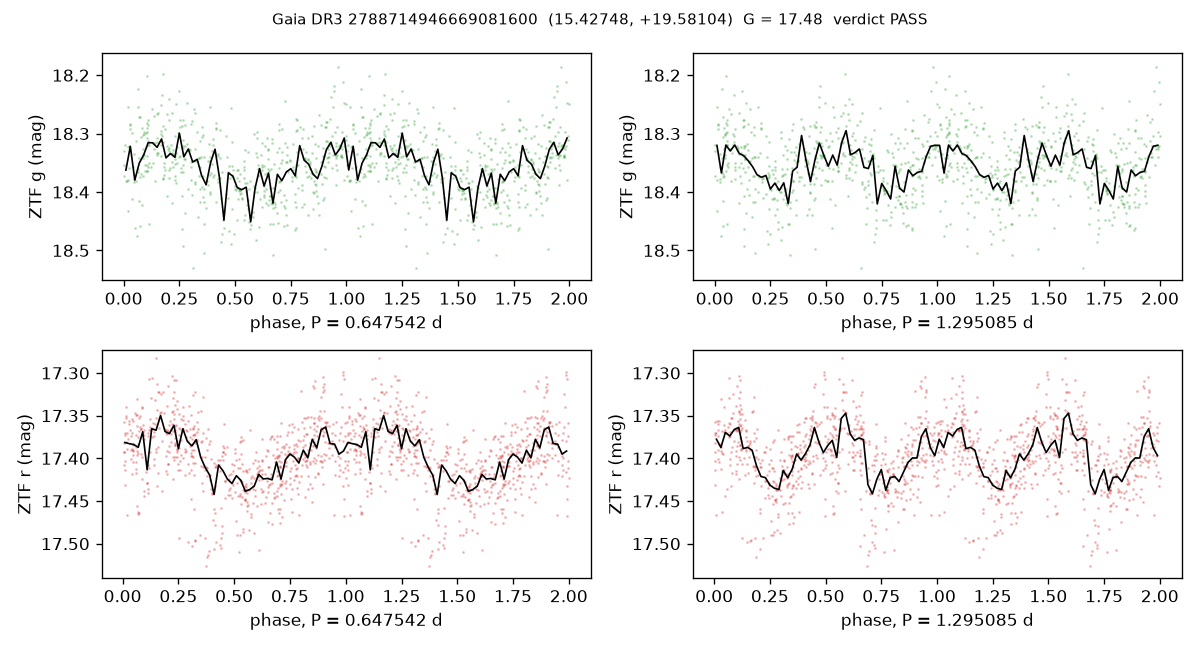 Gaia DR3 2788714946669081600 (15.42748, +19.58104) G = 17.48 verdict PASS
ZTF g (mag)
18.2
18.3
18.4
18.5
0.00 0.25 0.50 0.75 1.00 1.25 1.50 1.75 2.00
phase, P = 0.647542 d
ZTF g (mag)
18.2
18.3
18.4
18.5
0.00 0.25 0.50 0.75 1.00 1.25 1.50 1.75 2.00
phase, P = 1.295085 d
ZTF r (mag)
17.30
17.35
17.40
17.45
17.50
0.00 0.25 0.50 0.75 1.00 1.25 1.50 1.75 2.00
phase, P = 0.647542 d
ZTF r (mag)
17.30
17.35
17.40
17.45
17.50
0.00 0.25 0.50 0.75 1.00 1.25 1.50 1.75 2.00
phase, P = 1.295085 d